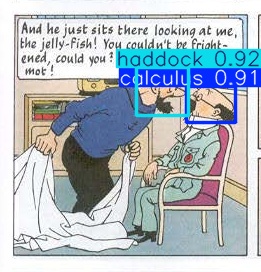 And he just sits there looking at me,
the jelly-fish! You couldn't be fright-
ened, could you?
mot!
haddock 0.92
calculus 0.91